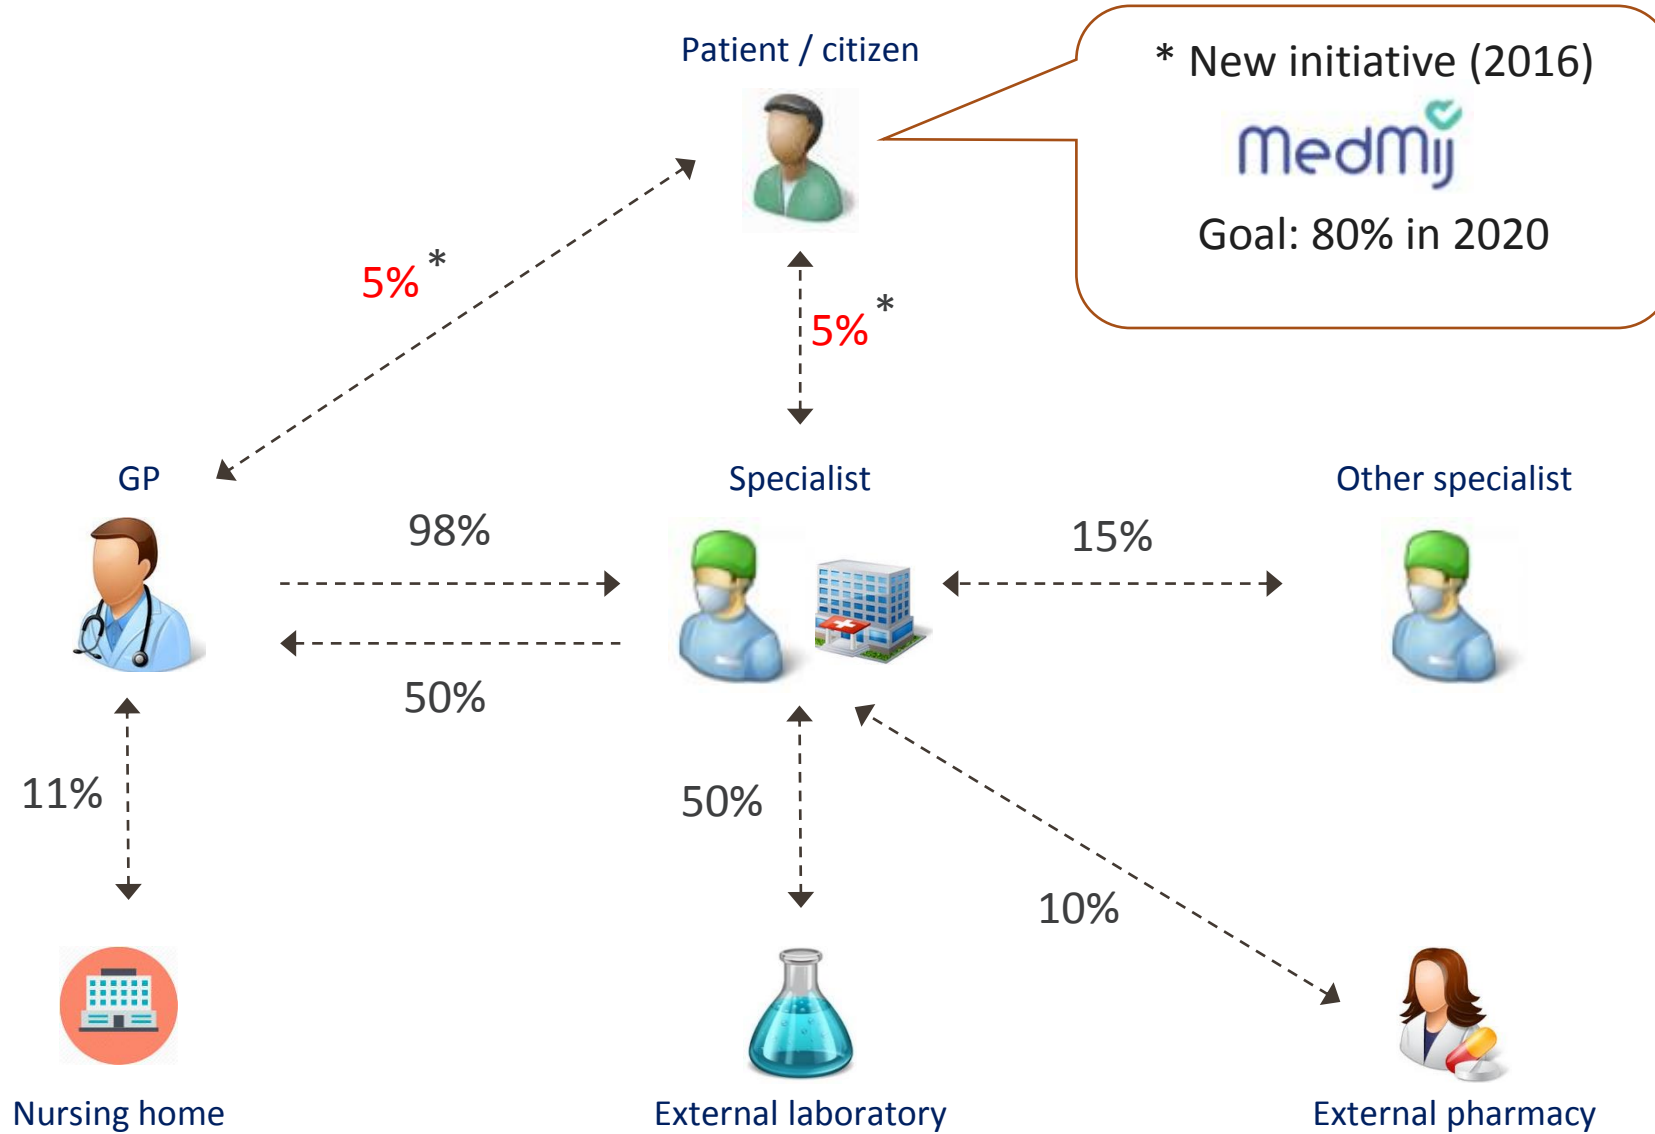 Patient / citizen
* New initiative (2016)
MedMij
Goal: 80% in 2020
5% *
5% *
GP
Specialist
Other specialist
98%
15%
50%
11%
50%
10%
Nursing home
External laboratory
External pharmacy